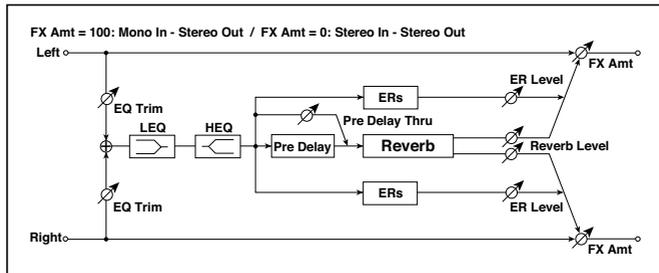 FX Amt = 100: Mono In - Stereo Out / FX Amt = 0: Stereo In - Stereo Out
Left
FX Amt
ERs
ER Level
EQ Trim
Pre Delay Thru
LEQ
HEQ
Pre Delay
Reverb
Reverb Level
EQ Trim
ERs
ER Level
Right
FX Amt